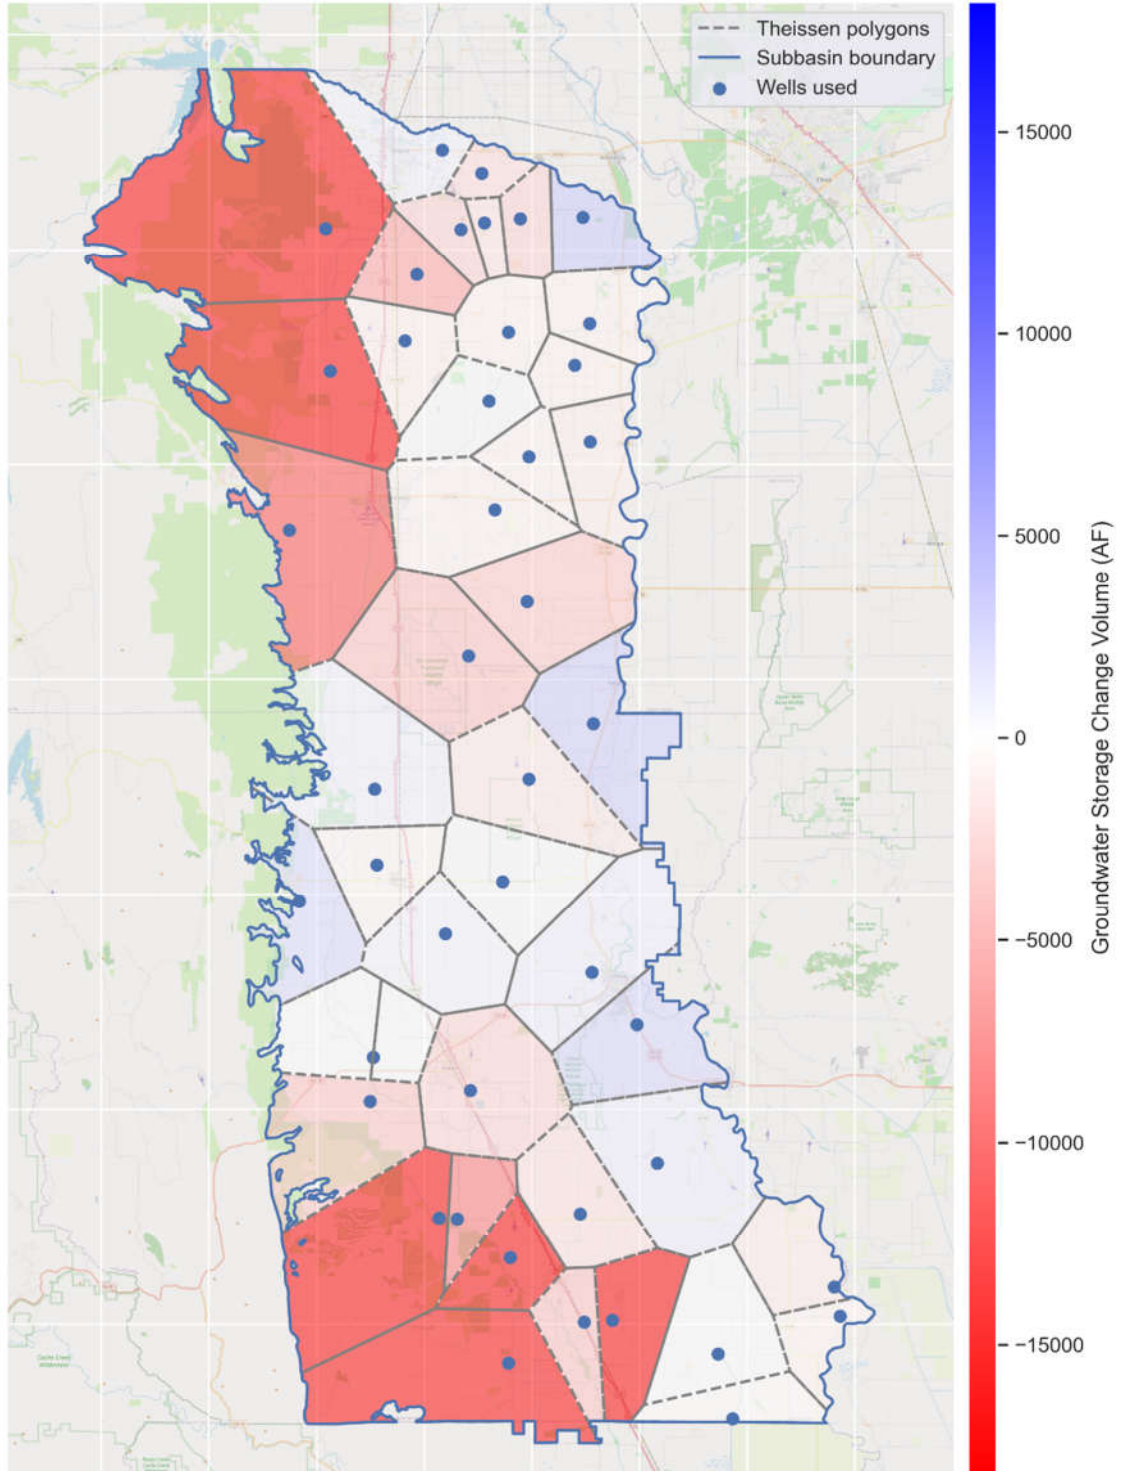 Theissen polygons
Subbasin boundary
Wells used
15000
10000
5000
0
−5000
−10000
−15000
Groundwater Storage Change Volume (AF)